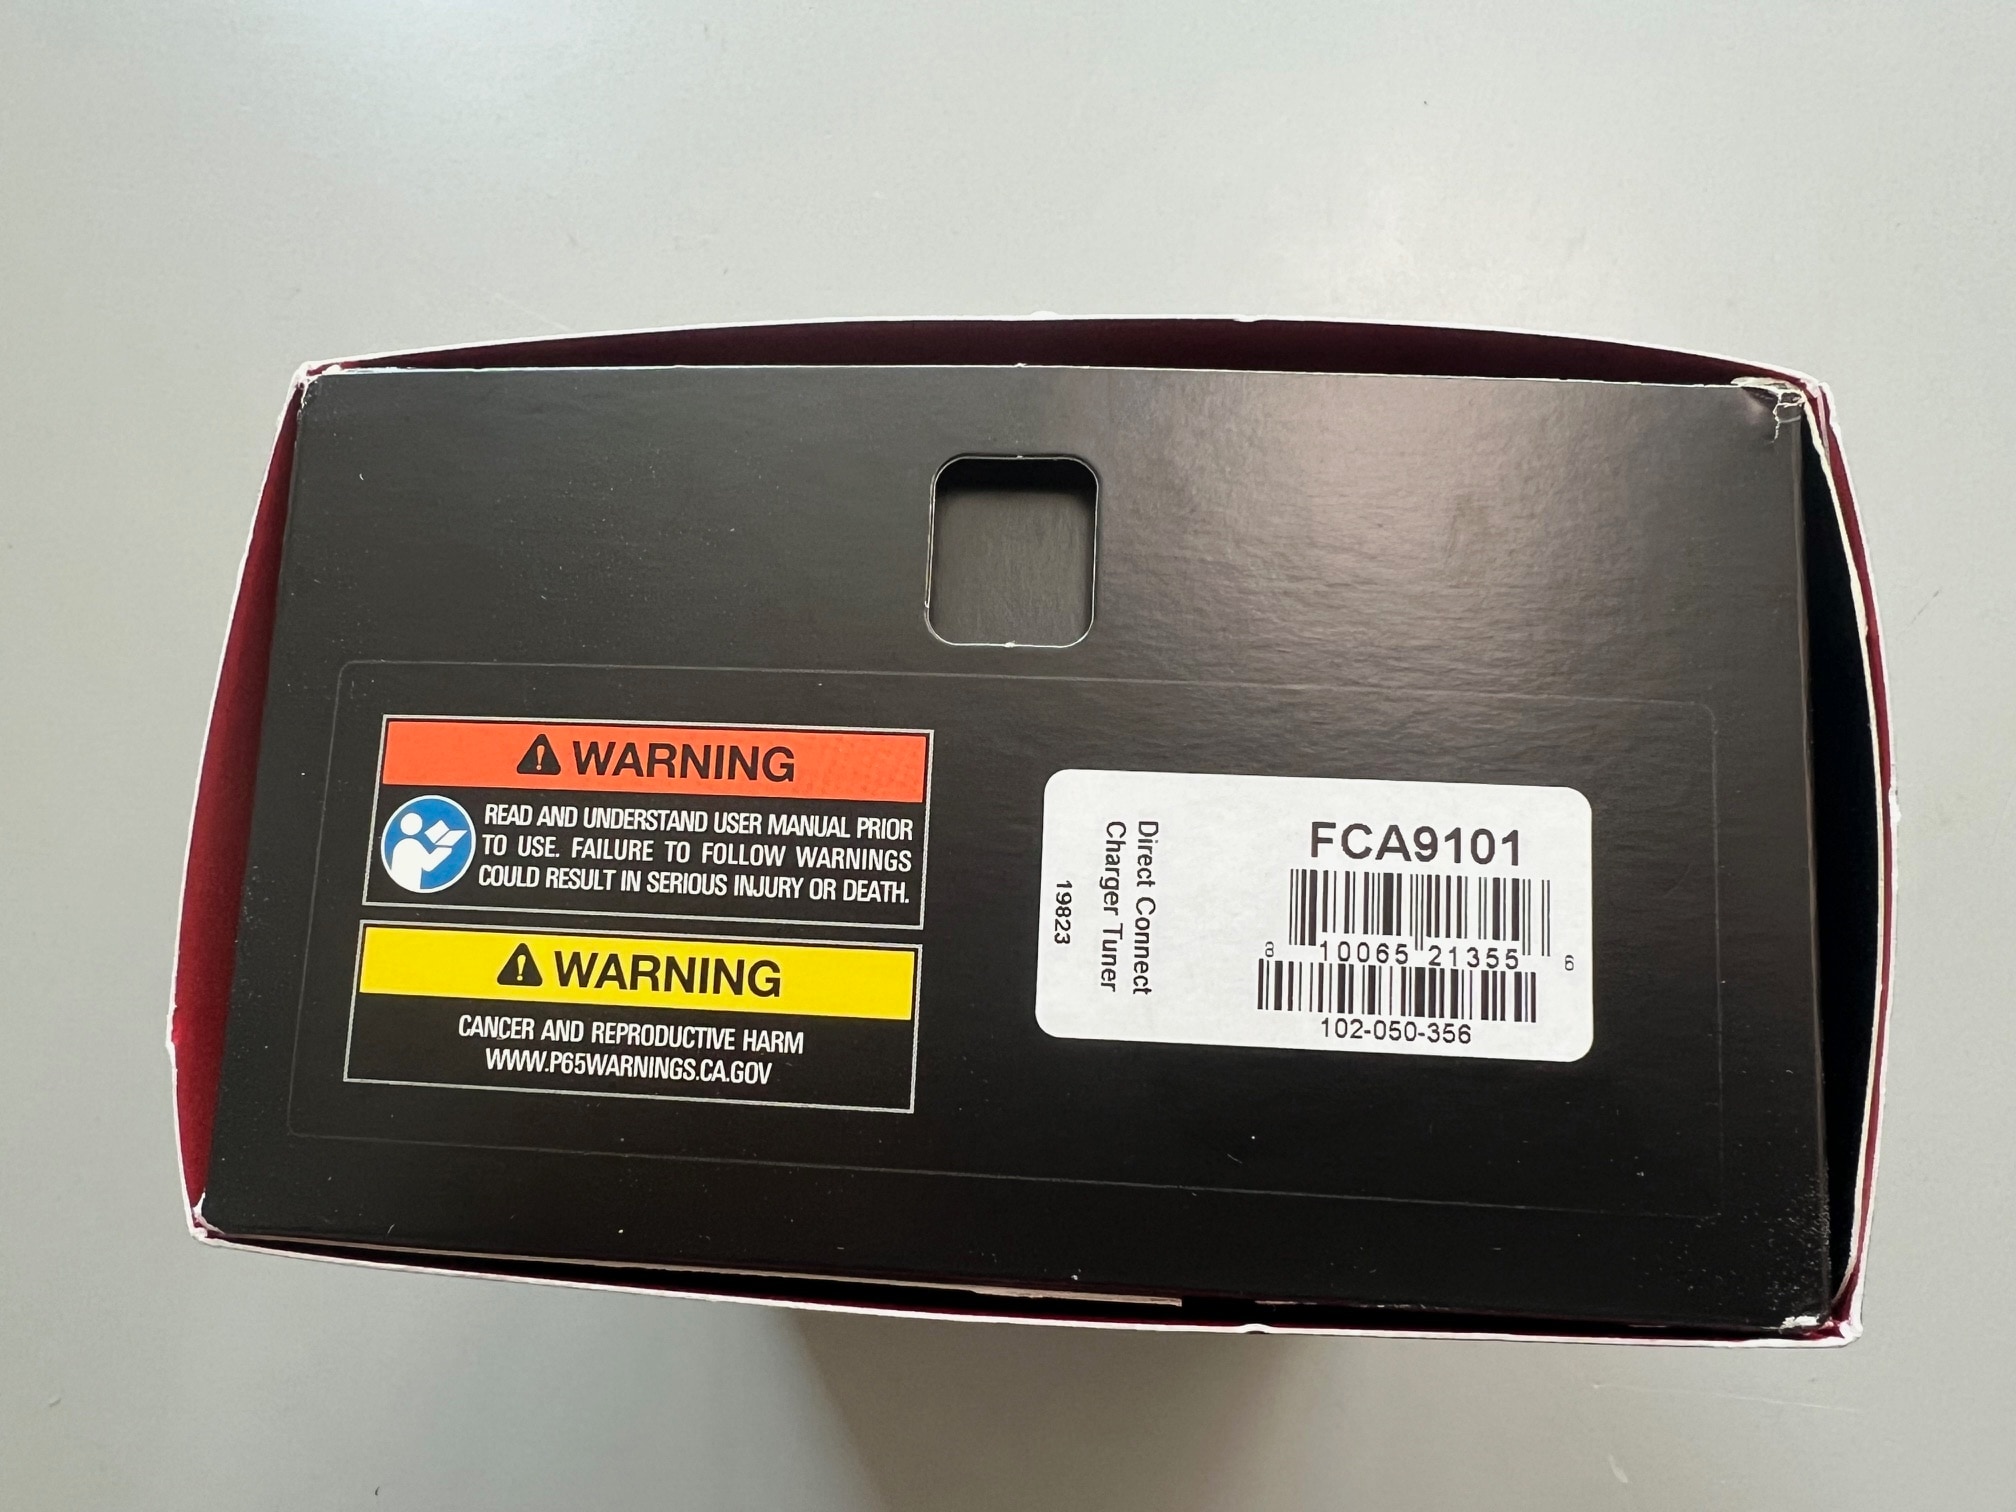 WARNING
READ AND UNDERSTAND USER MANUAL PRIOR
TO USE. FAILURE TO FOLLOW WARNINGS
COULD RESULT IN SERIOUS INJURY OR DEATH.
WARNING
CANCER AND REPRODUCTIVE HARM
WWW.P65WARNINGS.CA.GOV
Direct Connect
Charger Tuner
19823
FCA9101
8 10065 21355 6
102-050-356